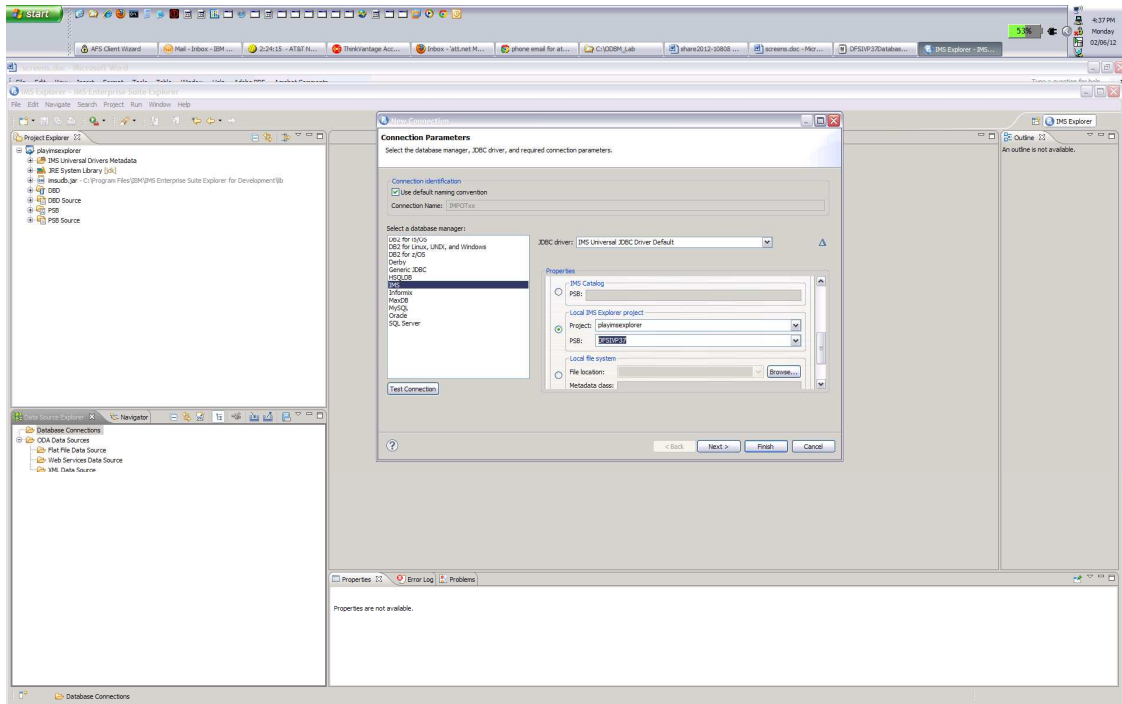 start
53%
4:37 PM
Monday
02/06/12
AFS Client Wizard
Mail - Inbox - IBM ...
2:24:15 - AT&T N...
ThinkVantage Acc...
Inbox - 'att.net M...
phone email for at...
C:\ODBM_Lab
share2012-10808 ...
screens.doc - Micr...
DFSIVP37Databas...
IMS Explorer - IMS...
screens.doc - Microsoft Word
IMS Explorer - IMS Enterprise Suite Explorer
File Edit Navigate Search Project Run Window Help
IMS Explorer
Project Explorer
playimsexplorer
IMS Universal Drivers Metadata
JRE System Library [jdk]
imsudb.jar - C:\Program Files\IBM\IMS Enterprise Suite Explorer for Development\lib
DBD
DBD Source
PSB
PSB Source
New Connection
Connection Parameters
Select the database manager, JDBC driver, and required connection parameters.
Connection identification
Use default naming convention
Connection Name: IMPOTxx
Select a database manager:
DB2 for i5/OS
DB2 for Linux, UNIX, and Windows
DB2 for z/OS
Derby
Generic JDBC
HSQLDB
IMS
Informix
MaxDB
MySQL
Oracle
SQL Server
JDBC driver: IMS Universal JDBC Driver Default
Properties
IMS Catalog
PSB:
Local IMS Explorer project
Project: playimsexplorer
PSB: DFSIVP37
Local file system
File location:
Browse...
Metadata class:
Test Connection
< Back
Next >
Finish
Cancel
Outline
An outline is not available.
Data Source Explorer
Navigator
Database Connections
ODA Data Sources
Flat File Data Source
Web Services Data Source
XML Data Source
Properties
Error Log
Problems
Properties are not available.
Database Connections